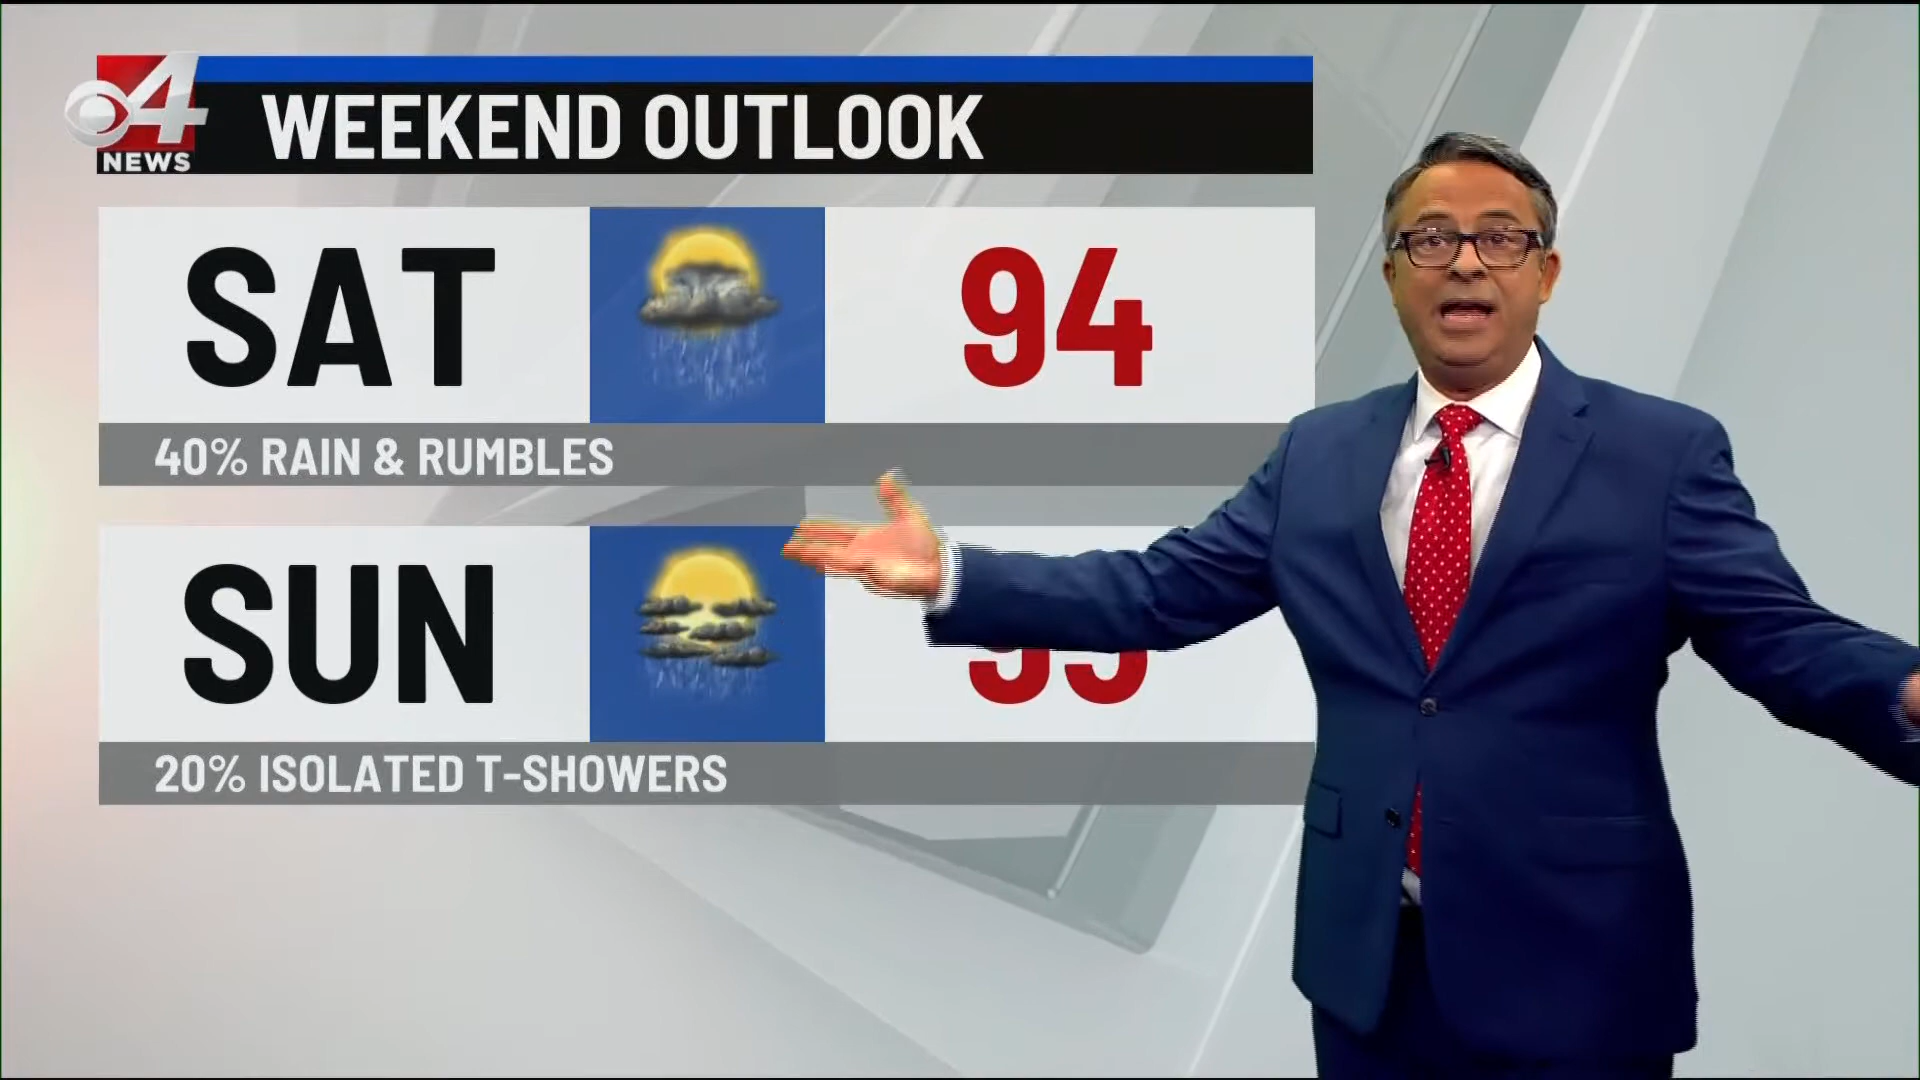 4
NEWS
WEEKEND OUTLOOK
SAT
94
40% RAIN & RUMBLES
SUN
20% ISOLATED T-SHOWERS